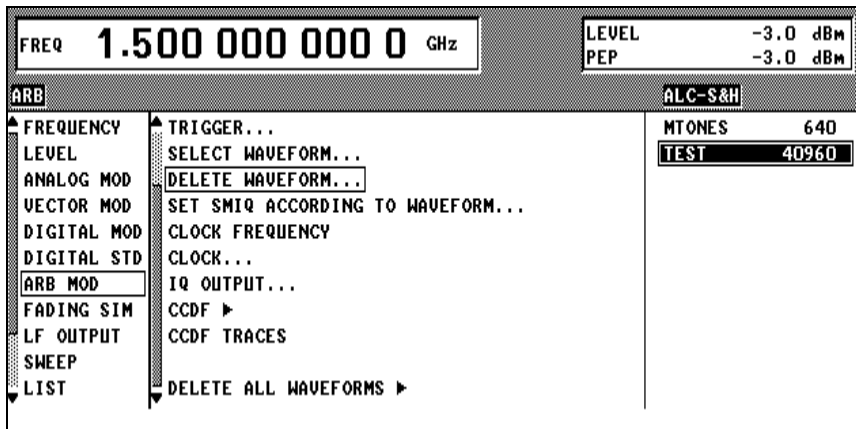 FREQ 1.500 000 000 0 GHz
LEVEL -3.0 dBm
PEP -3.0 dBm
ARB
ALC-S&H
FREQUENCY
LEVEL
ANALOG MOD
VECTOR MOD
DIGITAL MOD
DIGITAL STD
ARB MOD
FADING SIM
LF OUTPUT
SWEEP
LIST
TRIGGER...
SELECT WAVEFORM...
DELETE WAVEFORM...
SET SMIQ ACCORDING TO WAVEFORM...
CLOCK FREQUENCY
CLOCK...
IQ OUTPUT...
CCDF ▶
CCDF TRACES
DELETE ALL WAVEFORMS ▶
MTONES 640
TEST 40960